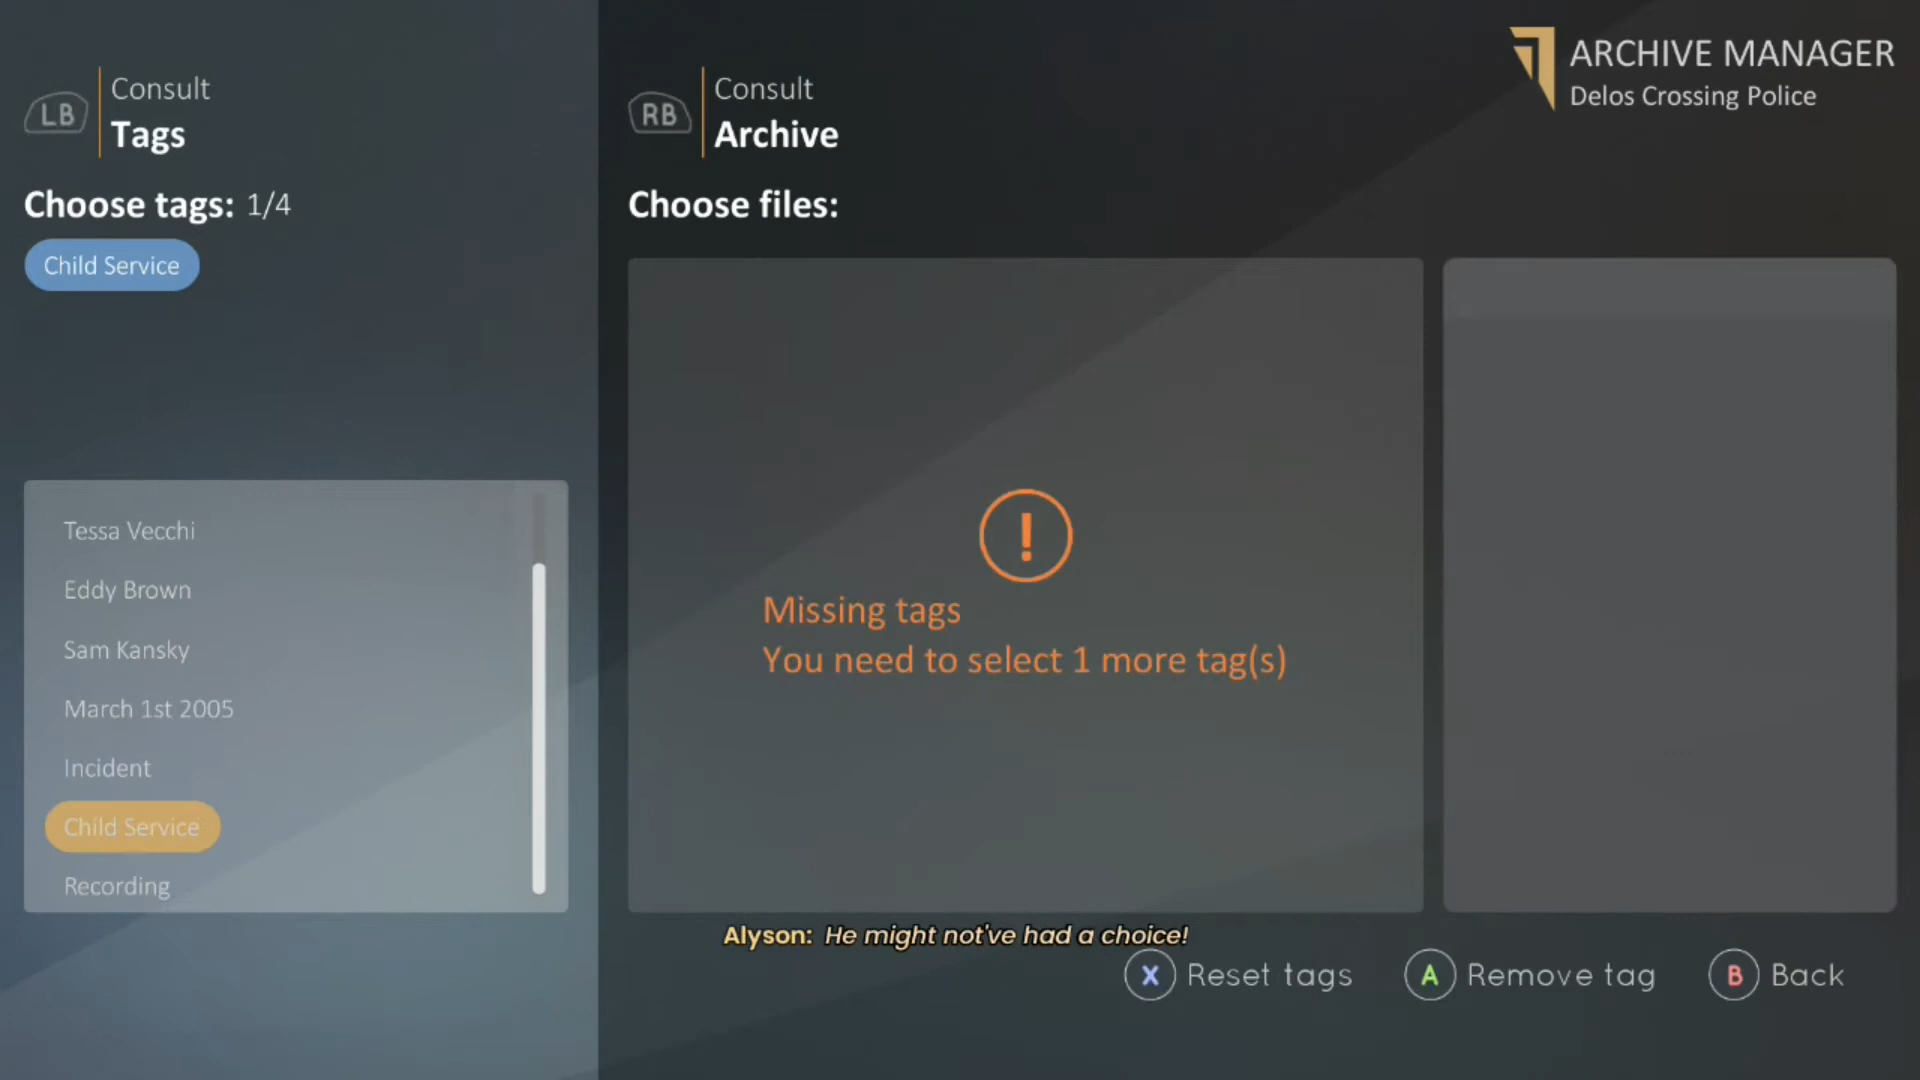 LB
Consult
Tags
Choose tags: 1/4
Child Service
Tessa Vecchi
Eddy Brown
Sam Kansky
March 1st 2005
Incident
Child Service
Recording
RB
Consult
Archive
ARCHIVE MANAGER
Delos Crossing Police
Choose files:
!
Missing tags
You need to select 1 more tag(s)
Alyson: He might not've had a choice!
X Reset tags
A Remove tag
B Back